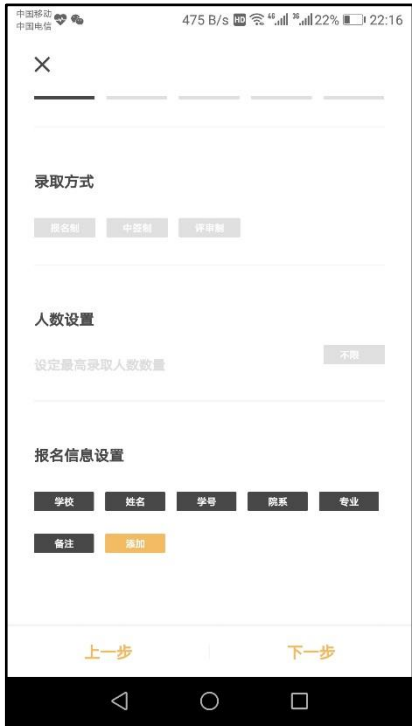 中国移动
中国电信
475 B/s HD 46 36 22% 22:16
录取方式
报名制 中签制 评审制
人数设置
设定最高录取人数数量 不限
报名信息设置
学校 姓名 学号 院系 专业
备注 添加
上一步 下一步